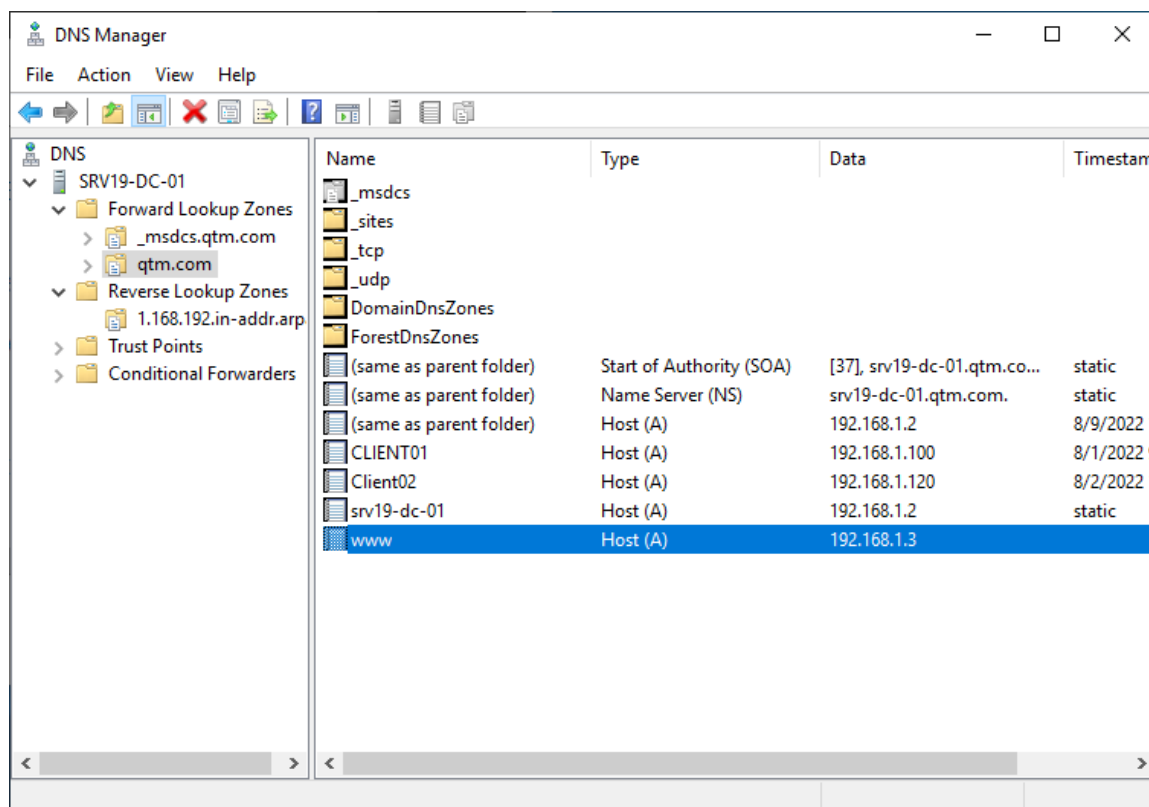 DNS Manager
File Action View Help
DNS
SRV19-DC-01
Forward Lookup Zones
_msdcs.qtm.com
qtm.com
Reverse Lookup Zones
1.168.192.in-addr.arp
Trust Points
Conditional Forwarders
Name Type Data Timestam
_msdcs
_sites
_tcp
_udp
DomainDnsZones
ForestDnsZones
(same as parent folder) Start of Authority (SOA) [37], srv19-dc-01.qtm.co... static
(same as parent folder) Name Server (NS) srv19-dc-01.qtm.com. static
(same as parent folder) Host (A) 192.168.1.2 8/9/2022
CLIENT01 Host (A) 192.168.1.100 8/1/2022
Client02 Host (A) 192.168.1.120 8/2/2022
srv19-dc-01 Host (A) 192.168.1.2 static
www Host (A) 192.168.1.3